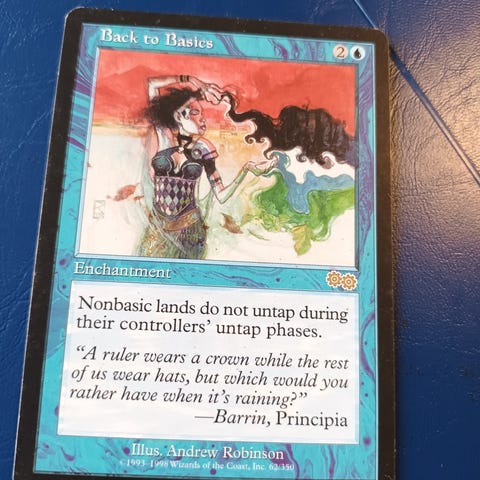 Back to Basics 2
Enchantment
Nonbasic lands do not untap during
their controllers' untap phases.
"A ruler wears a crown while the rest
of us wear hats, but which would you
rather have when it's raining?"
—Barrin, Principia
Illus. Andrew Robinson
©1993-1998 Wizards of the Coast, Inc. 62/350